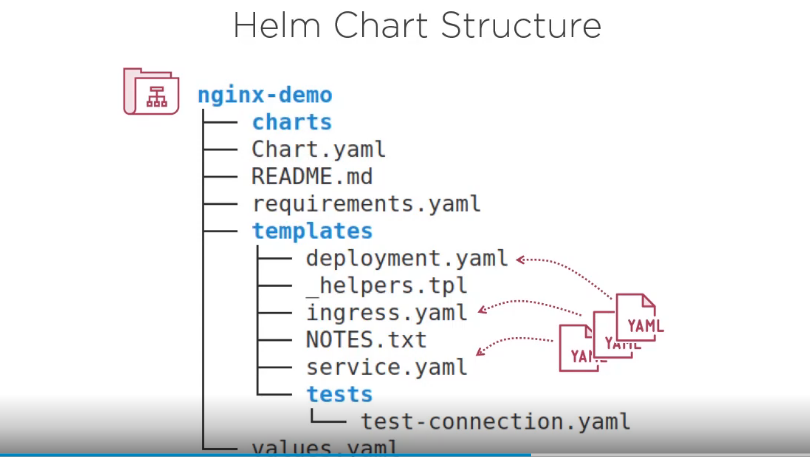 Helm Chart Structure
nginx-demo
charts
Chart.yaml
README.md
requirements.yaml
templates
deployment.yaml
_helpers.tpl
ingress.yaml
NOTES.txt
service.yaml
tests
test-connection.yaml
values.yaml
YAML
YAML
YAML